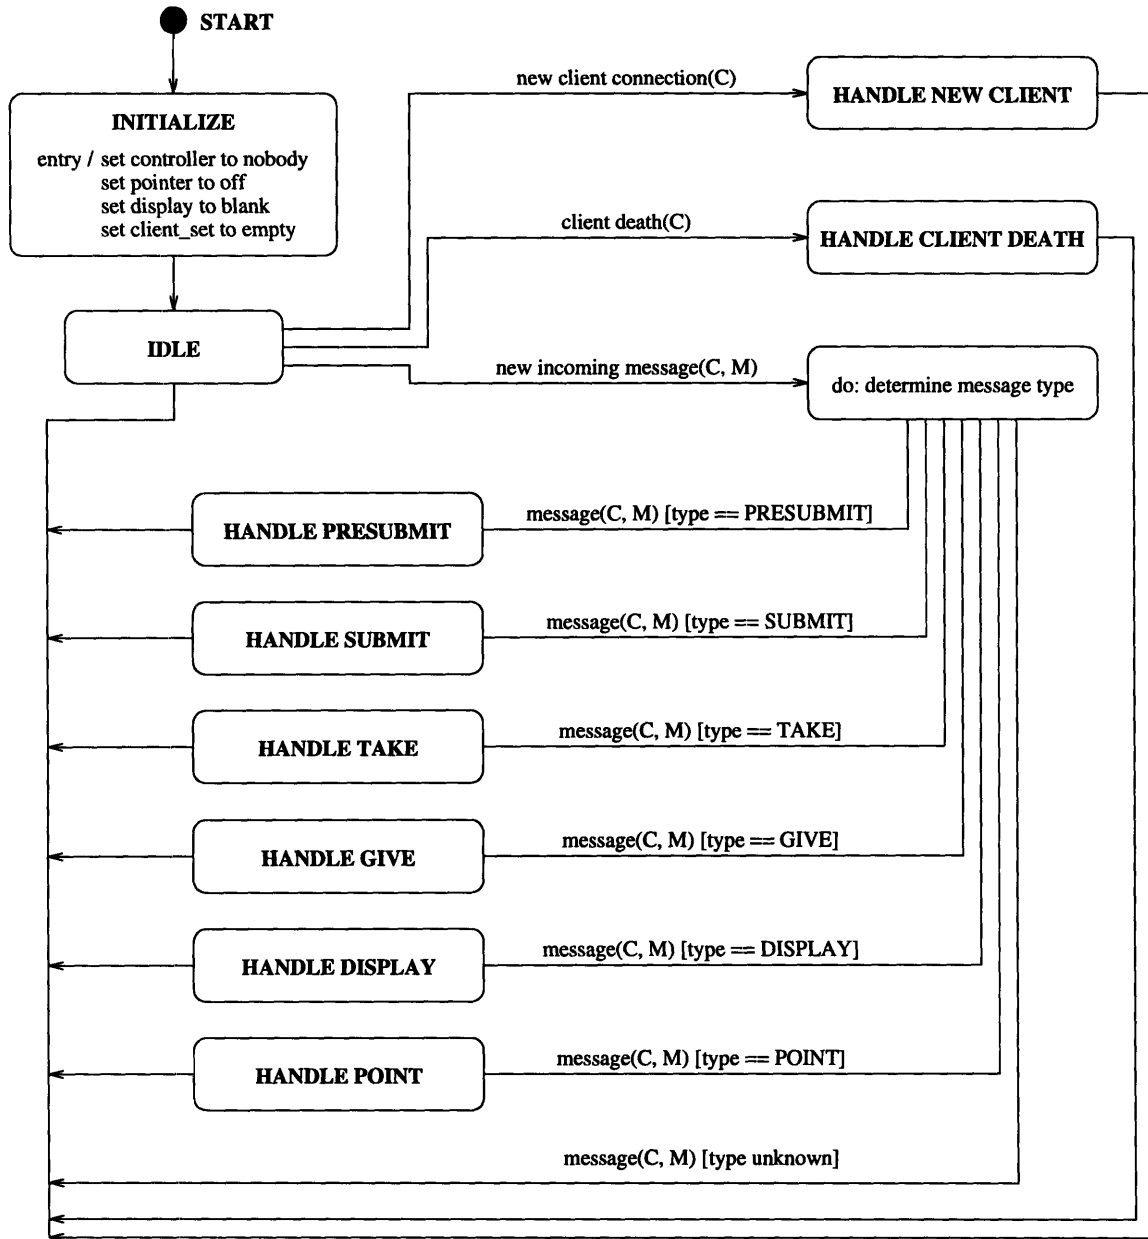 START
INITIALIZE
entry / set controller to nobody
set pointer to off
set display to blank
set client_set to empty
new client connection(C)
HANDLE NEW CLIENT
client death(C)
HANDLE CLIENT DEATH
IDLE
new incoming message(C, M)
do: determine message type
HANDLE PRESUBMIT
message(C, M) [type == PRESUBMIT]
HANDLE SUBMIT
message(C, M) [type == SUBMIT]
HANDLE TAKE
message(C, M) [type == TAKE]
HANDLE GIVE
message(C, M) [type == GIVE]
HANDLE DISPLAY
message(C, M) [type == DISPLAY]
HANDLE POINT
message(C, M) [type == POINT]
message(C, M) [type unknown]